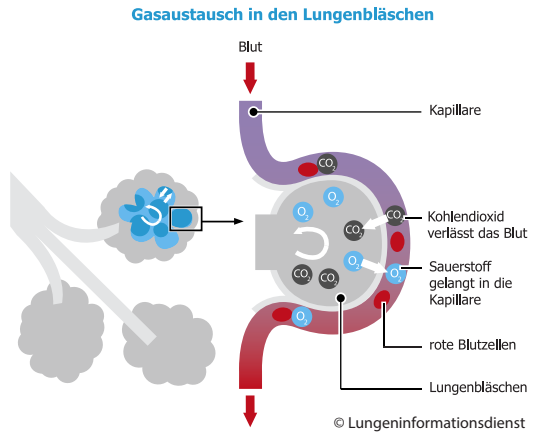 Gasaustausch in den Lungenbläschen
Blut
Kapillare
CO2
CO2
Kohlendioxid
verlässt das Blut
O2
O2
CO2
O2
O2
Sauerstoff
gelangt in die
Kapillare
CO2
CO2
O2
rote Blutzellen
Lungenbläschen
© Lungeninformationsdienst